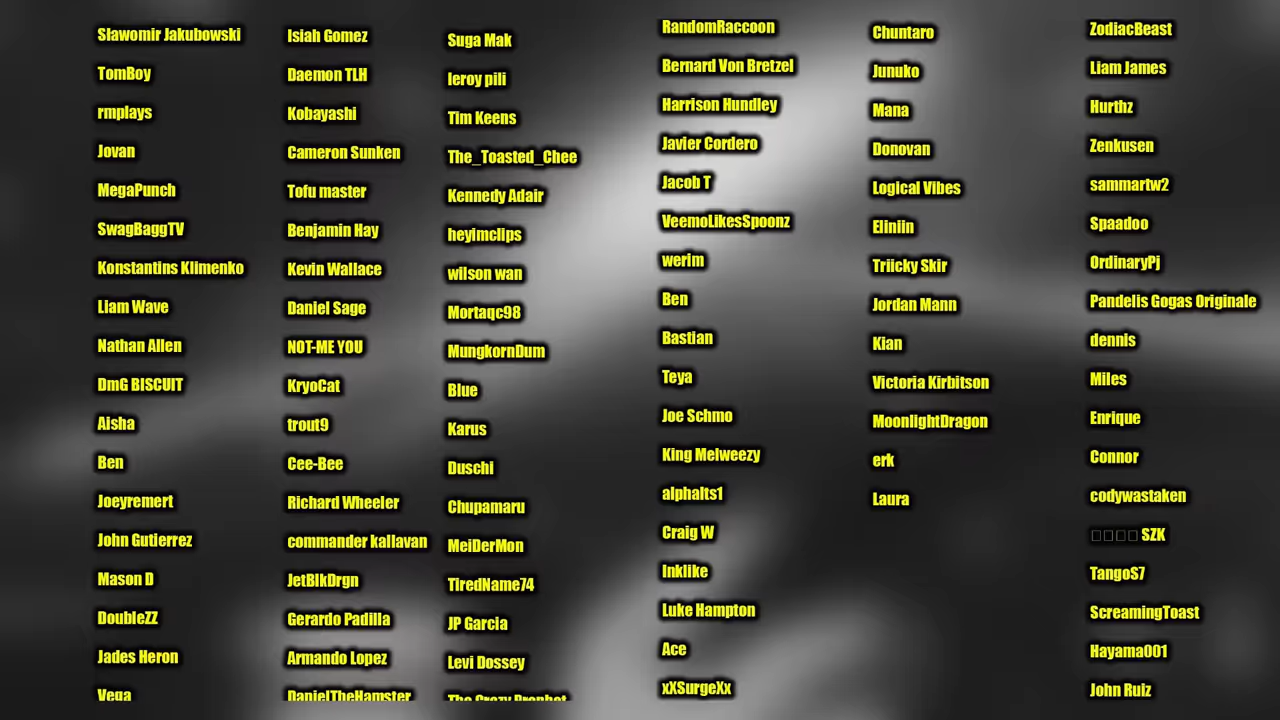 Sławomir Jakubowski
TomBoy
rmplays
Jovan
MegaPunch
SwagBaggTV
Konstantins Klimenko
Liam Wave
Nathan Allen
DmG BISCUIT
Aisha
Ben
Joeyremert
John Gutierrez
Mason D
DoubleZZ
Jades Heron
Vega
Isiah Gomez
Daemon TLH
Kobayashi
Cameron Sunken
Tofu master
Benjamin Hay
Kevin Wallace
Daniel Sage
NOT-ME YOU
KryoCat
trout9
Cee-Bee
Richard Wheeler
commander kallavan
JetBlkDrgn
Gerardo Padilla
Armando Lopez
DanielTheHamster
Suga Mak
leroy pili
Tim Keens
The_Toasted_Chee
Kennedy Adair
heyimclips
wilson wan
Mortaqc98
MungkornDum
Blue
Karus
Duschi
Chupamaru
MeiDerMon
TiredName74
JP Garcia
Levi Dossey
The Crazy Prophet
RandomRaccoon
Bernard Von Bretzel
Harrison Hundley
Javier Cordero
Jacob T
VeemoLikesSpoonz
werim
Ben
Bastian
Teya
Joe Schmo
King Melweezy
alphalts1
Craig W
Inklike
Luke Hampton
Ace
xXSurgeXx
Chuntaro
Junuko
Mana
Donovan
Logical Vibes
Eliniin
Triicky Skir
Jordan Mann
Kian
Victoria Kirbitson
MoonlightDragon
erk
Laura
ZodiacBeast
Liam James
Hurthz
Zenkusen
sammartw2
Spaadoo
OrdinaryPj
Pandelis Gogas Originale
dennis
Miles
Enrique
Connor
codywastaken
SZK
TangoS7
ScreamingToast
Hayama001
John Ruiz